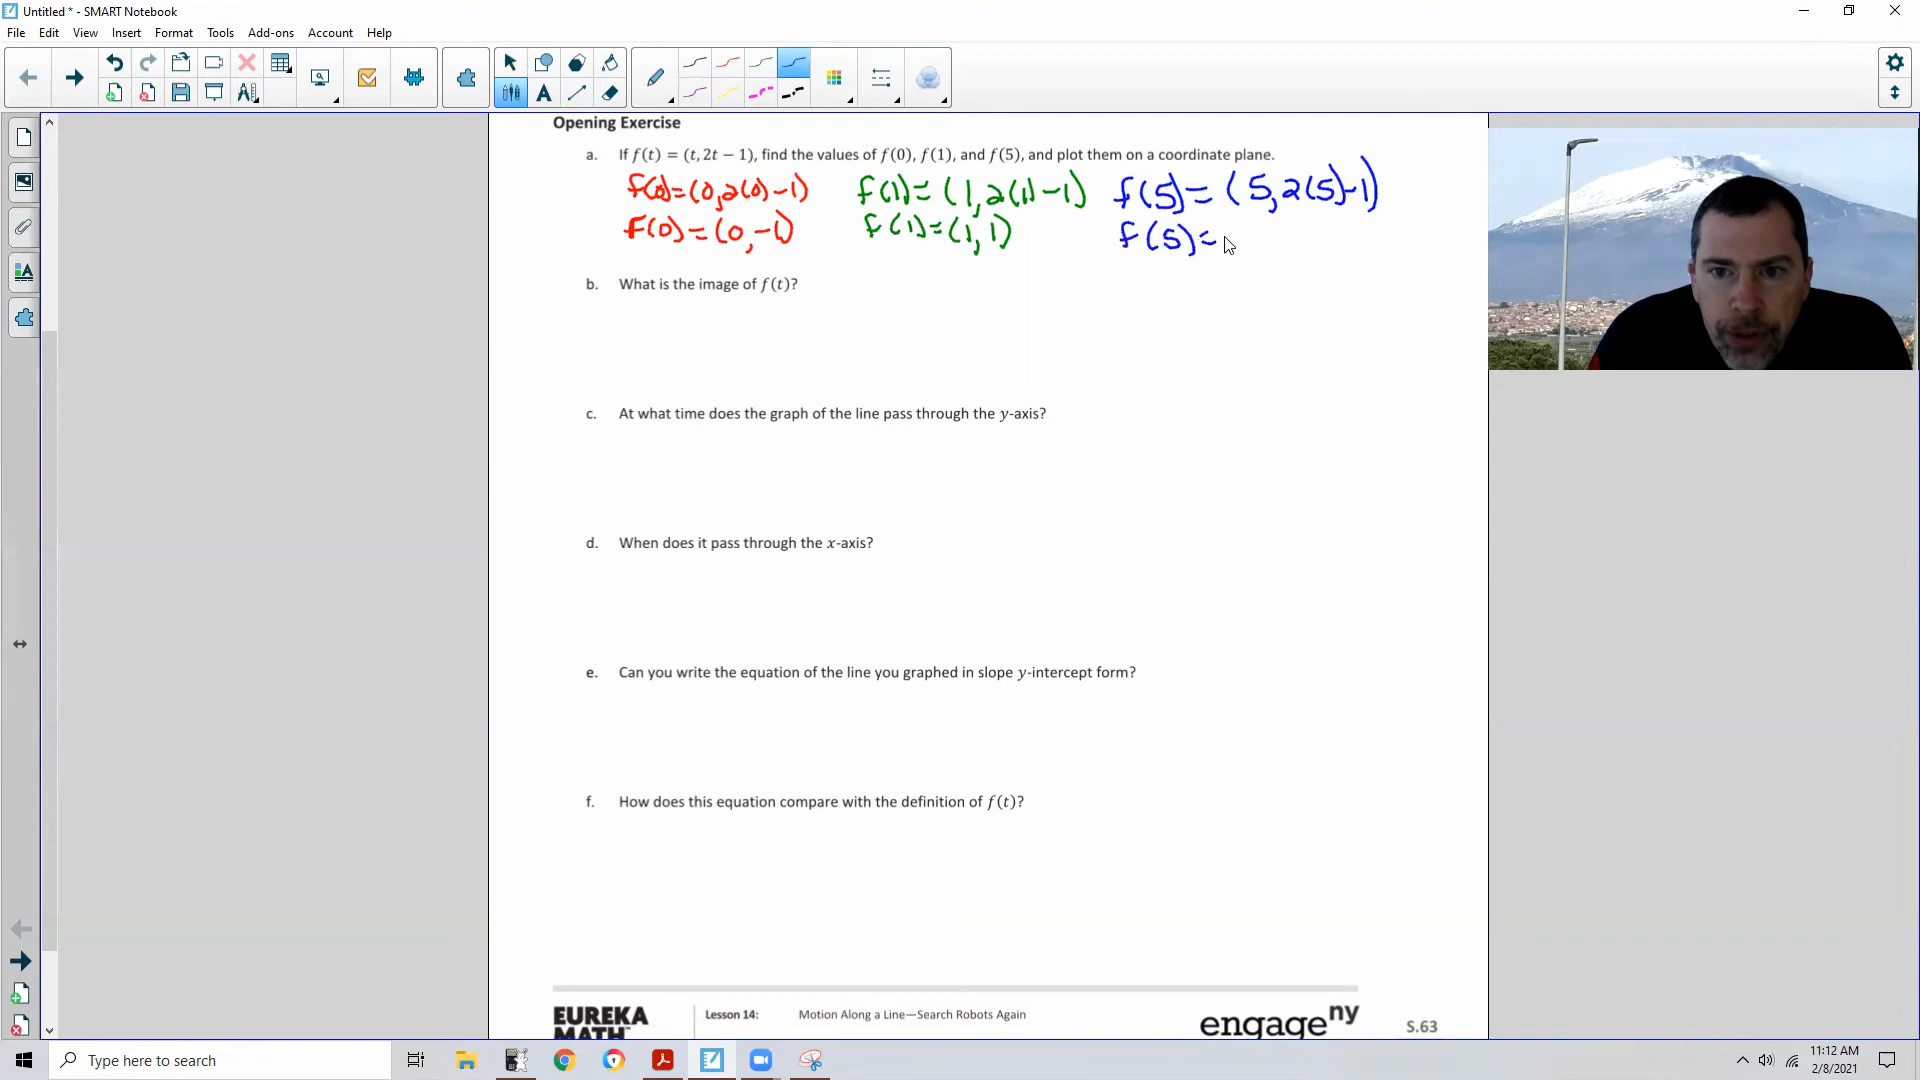 Untitled * - SMART Notebook
File Edit View Insert Format Tools Add-ons Account Help
Opening Exercise
a. If f(t) = (t, 2t − 1), find the values of f(0), f(1), and f(5), and plot them on a coordinate plane.
f(0)=(0,2(0)-1) f(1)=(1,2(1)-1) f(5)=(5,2(5)-1)
f(0)=(0,-1) f(1)=(1,1) f(5)=
b. What is the image of f(t)?
c. At what time does the graph of the line pass through the y-axis?
d. When does it pass through the x-axis?
e. Can you write the equation of the line you graphed in slope y-intercept form?
f. How does this equation compare with the definition of f(t)?
EUREKA MATH™
Lesson 14: Motion Along a Line—Search Robots Again
engage ny
S.63
Type here to search
11:12 AM
2/8/2021